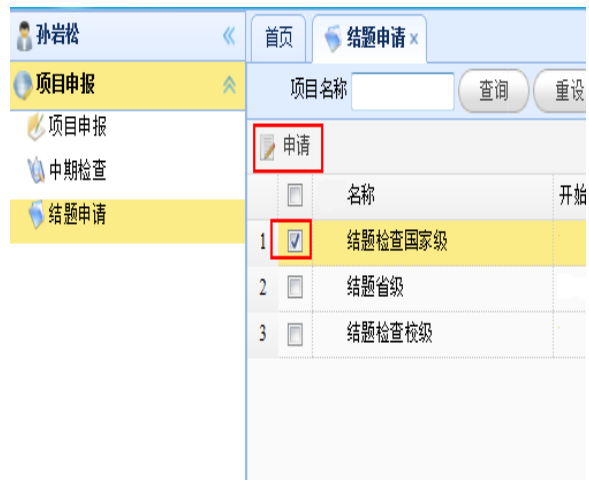 孙岩松
首页 结题申请×
项目申报
项目名称 查询 重设
项目申报
申请
中期检查
名称 开始
结题申请
1 结题检查国家级
2 结题省级
3 结题检查校级